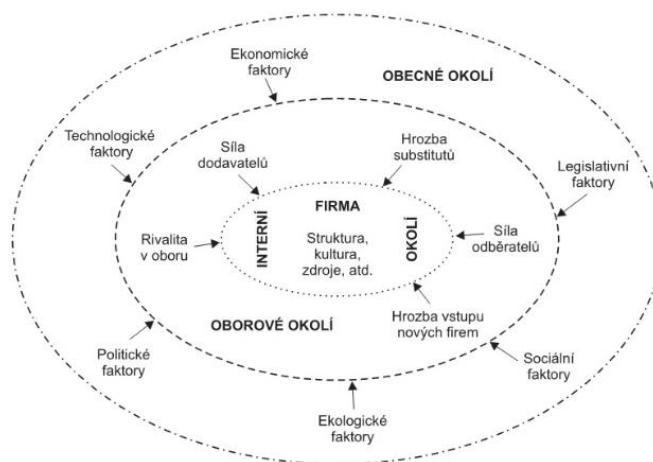 Ekonomické
faktory
OBECNÉ OKOLÍ
Technologické
faktory
Síla
dodavatelů
Hrozba
substitutů
Legislativní
faktory
FIRMA
INTERNÍ
OKOLÍ
Struktura,
kultura,
zdroje, atd.
Rivalita
v oboru
Síla
odběratelů
Hrozba vstupu
nových firem
OBOROVÉ OKOLÍ
Politické
faktory
Sociální
faktory
Ekologické
faktory